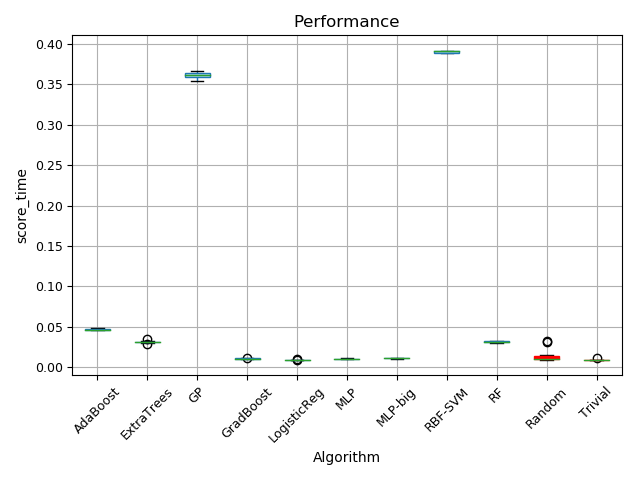 Performance
0.40
0.35
0.30
0.25
0.20
0.15
0.10
0.05
0.00
score_time
AdaBoost
ExtraTrees
GP
GradBoost
LogisticReg
MLP
MLP-big
RBF-SVM
RF
Random
Trivial
Algorithm